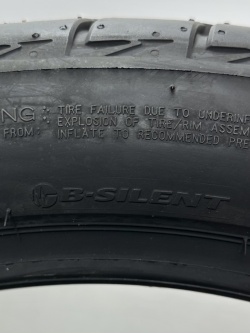 NG : TIRE FAILURE DUE TO UNDERINF
: EXPLOSION OF TIRE/RIM ASSEM
FROM: INFLATE TO RECOMMENDED PRE
B-SILENT